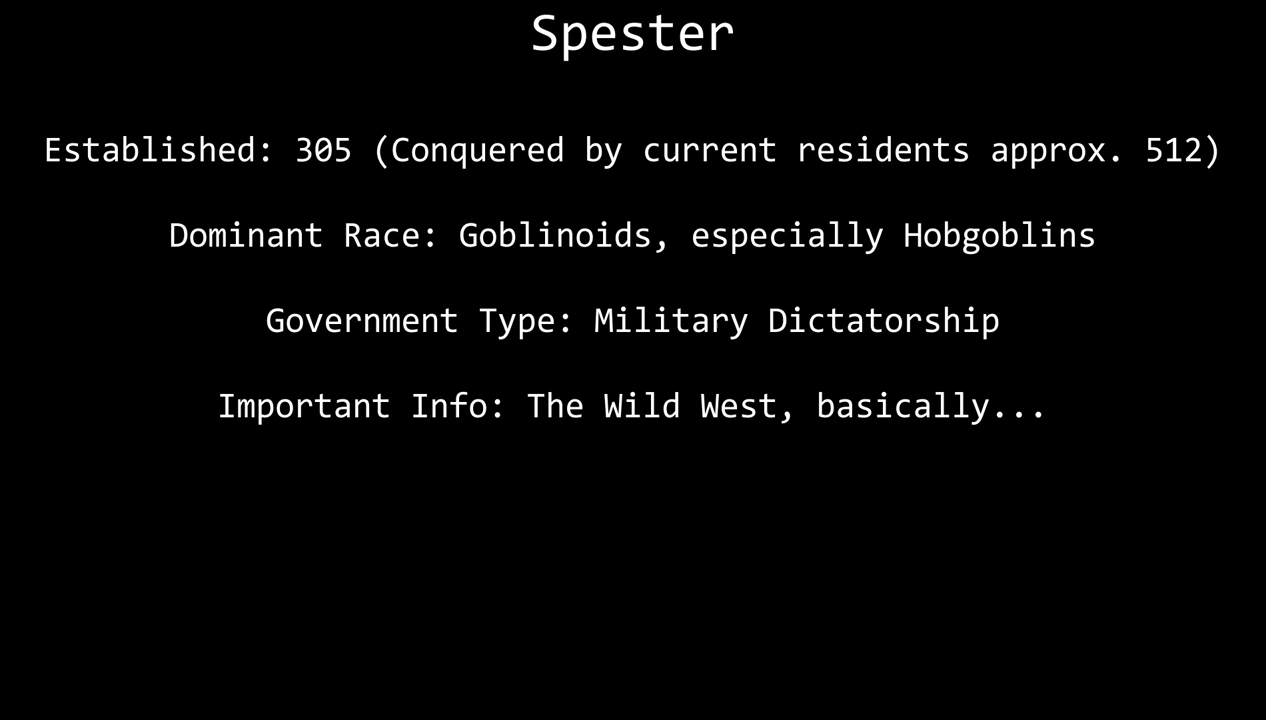 Spester
Established: 305 (Conquered by current residents approx. 512)
Dominant Race: Goblinoids, especially Hobgoblins
Government Type: Military Dictatorship
Important Info: The Wild West, basically...